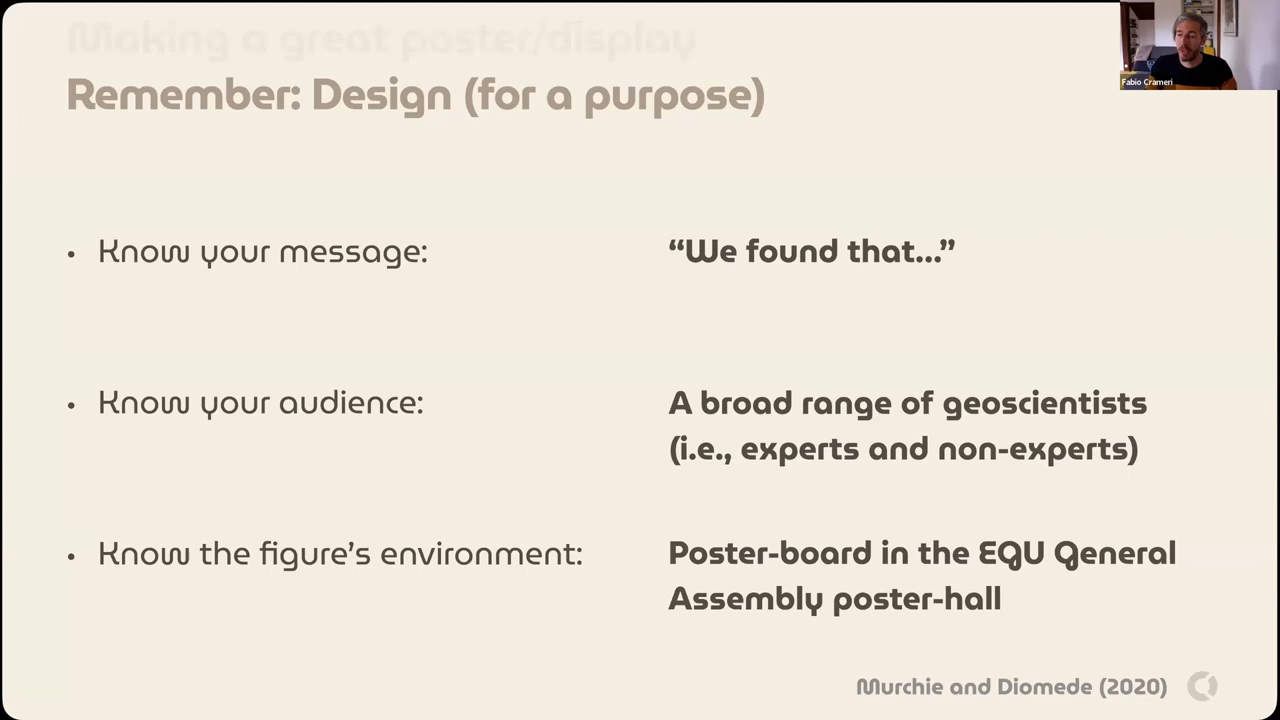 Making a great poster/display
Remember: Design (for a purpose)
Fabio Crameri
• Know your message:
“We found that...”
• Know your audience:
A broad range of geoscientists
(i.e., experts and non-experts)
• Know the figure’s environment:
Poster-board in the EGU General
Assembly poster-hall
Murchie and Diomede (2020)